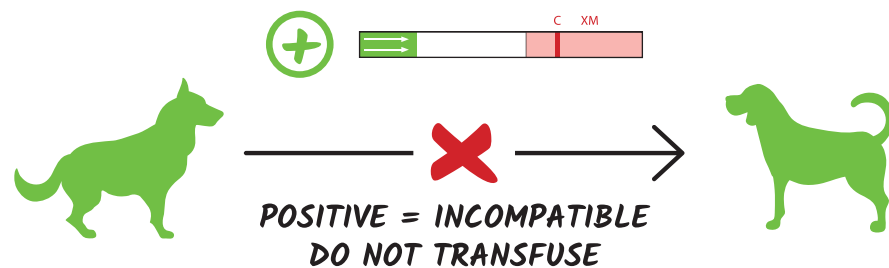 C XM
POSITIVE = INCOMPATIBLE
DO NOT TRANSFUSE